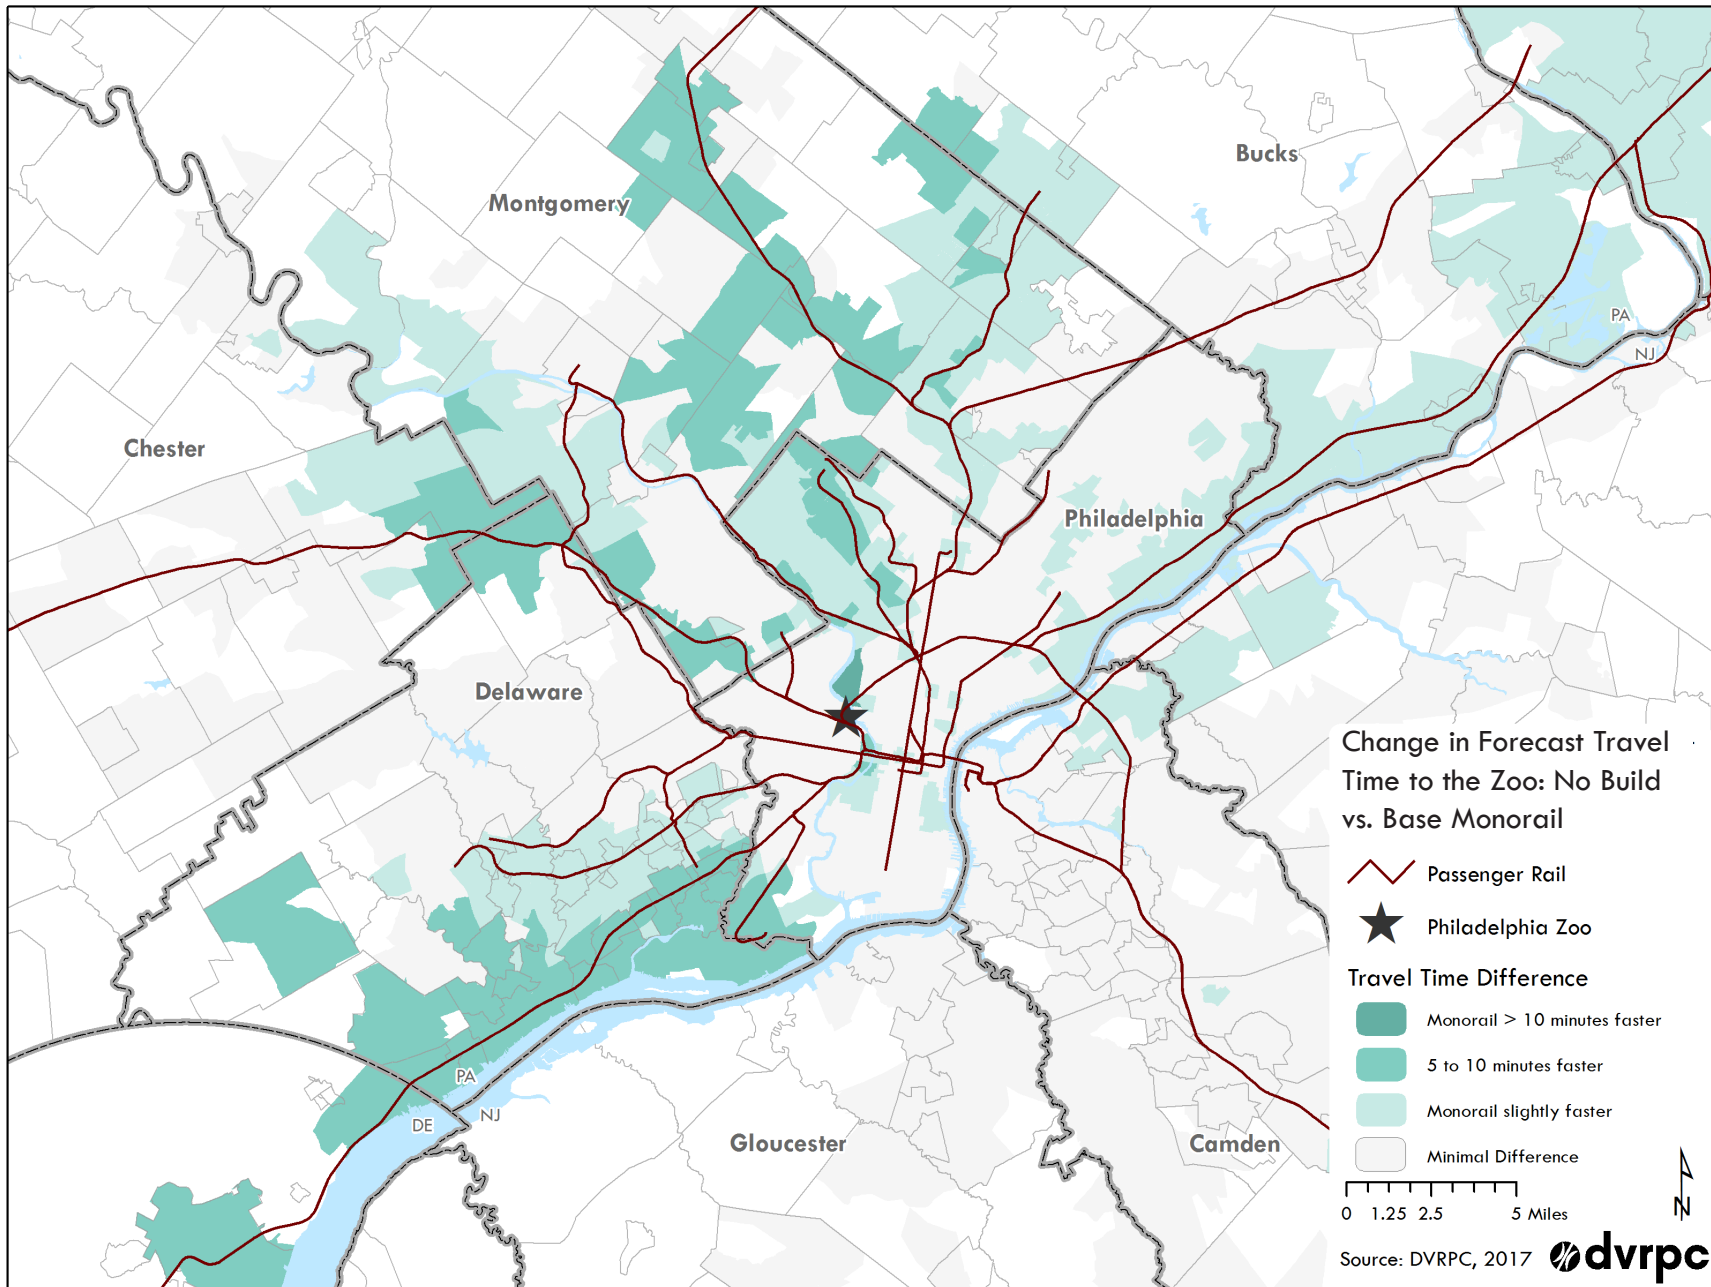 Bucks
Montgomery
PA
NJ
Chester
Philadelphia
Delaware
Change in Forecast Travel
Time to the Zoo: No Build
vs. Base Monorail
Passenger Rail
Philadelphia Zoo
Travel Time Difference
Monorail > 10 minutes faster
5 to 10 minutes faster
Monorail slightly faster
Minimal Difference
PA
NJ
DE
Gloucester
Camden
N
0 1.25 2.5 5 Miles
Source: DVRPC, 2017
dvrpc